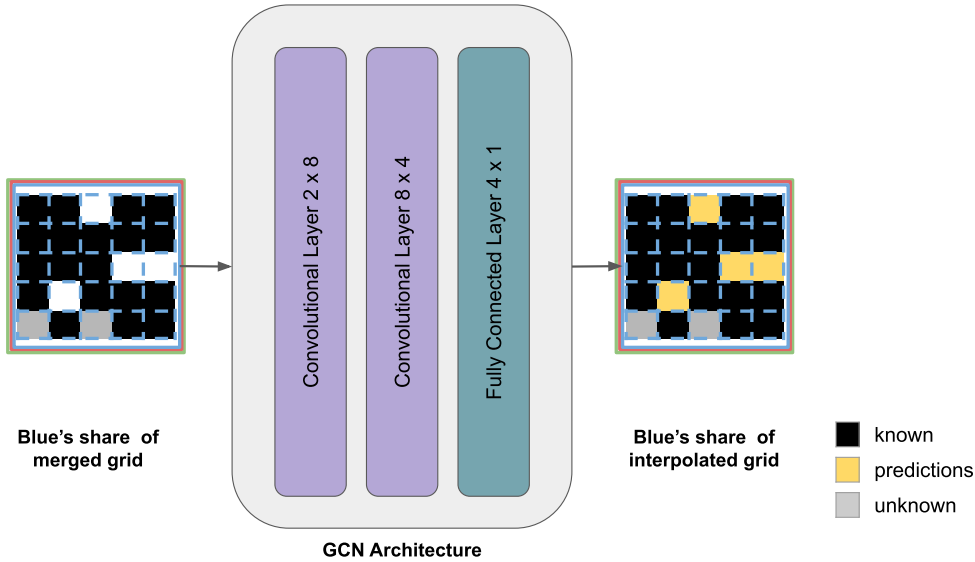 Convolutional Layer 2 x 8
Convolutional Layer 8 x 4
Fully Connected Layer 4 x 1
Blue's share of
merged grid
Blue's share of
interpolated grid
known
predictions
unknown
GCN Architecture